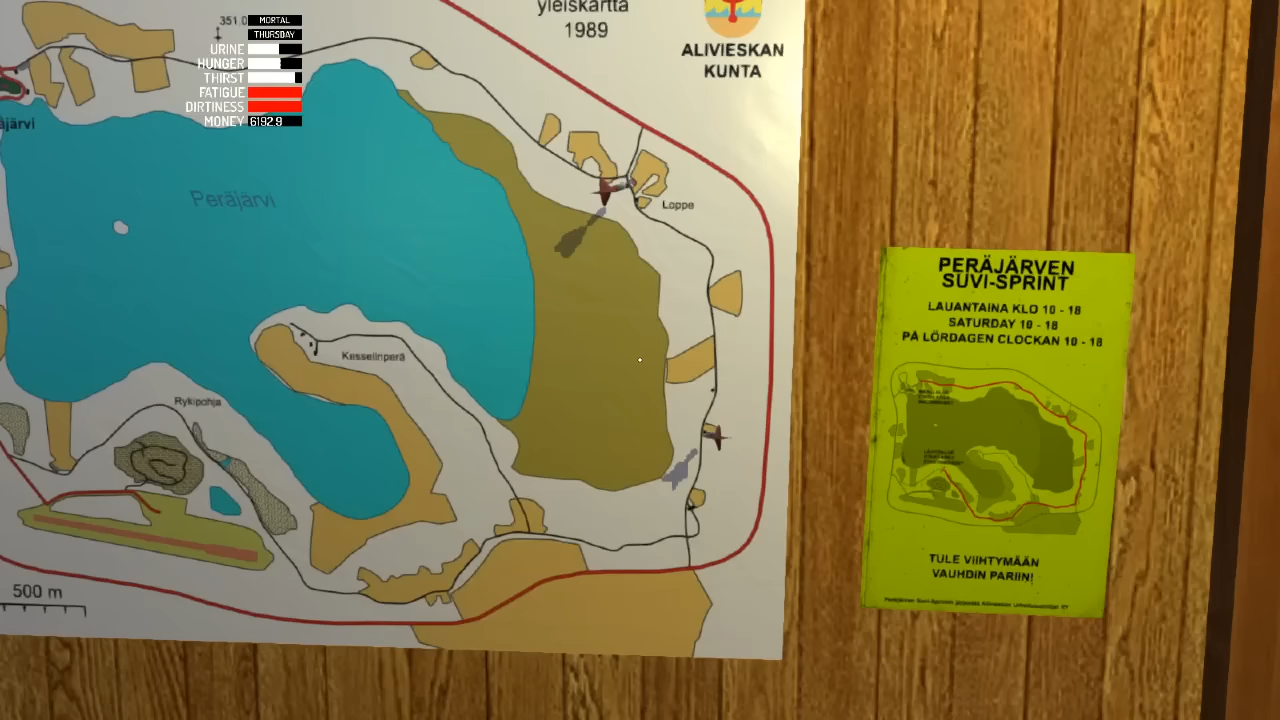 yleiskartta
1989
ALIVIESKAN
KUNTA
351.0
MORTAL
THURSDAY
URINE
HUNGER
THIRST
FATIGUE
DIRTINESS
MONEY 6192.9
Peräjärvi
Loppe
Kesselinperä
Rykipohja
500 m
PERÄJÄRVEN
SUVI-SPRINT
LAUANTAINA KLO 10 - 18
SATURDAY 10 - 18
PÅ LÖRDAGEN CLOCKAN 10 - 18
TULE VIIHTYMÄÄN
VAUHDIN PARIIN!